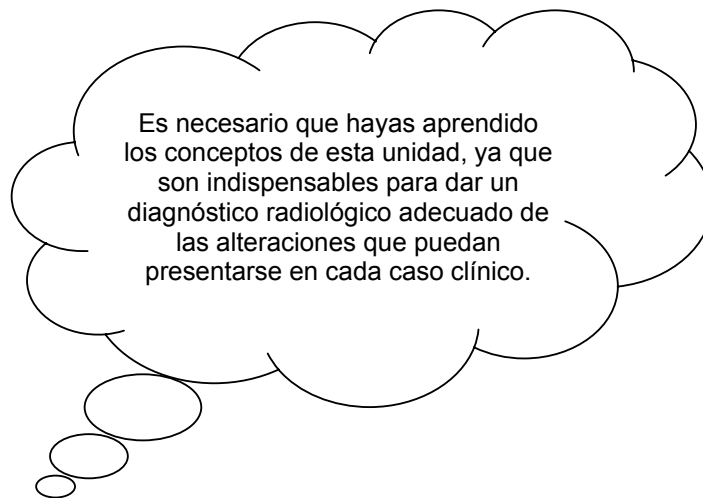 Es necesario que hayas aprendido
los conceptos de esta unidad, ya que
son indispensables para dar un
diagnóstico radiológico adecuado de
las alteraciones que puedan
presentarse en cada caso clínico.